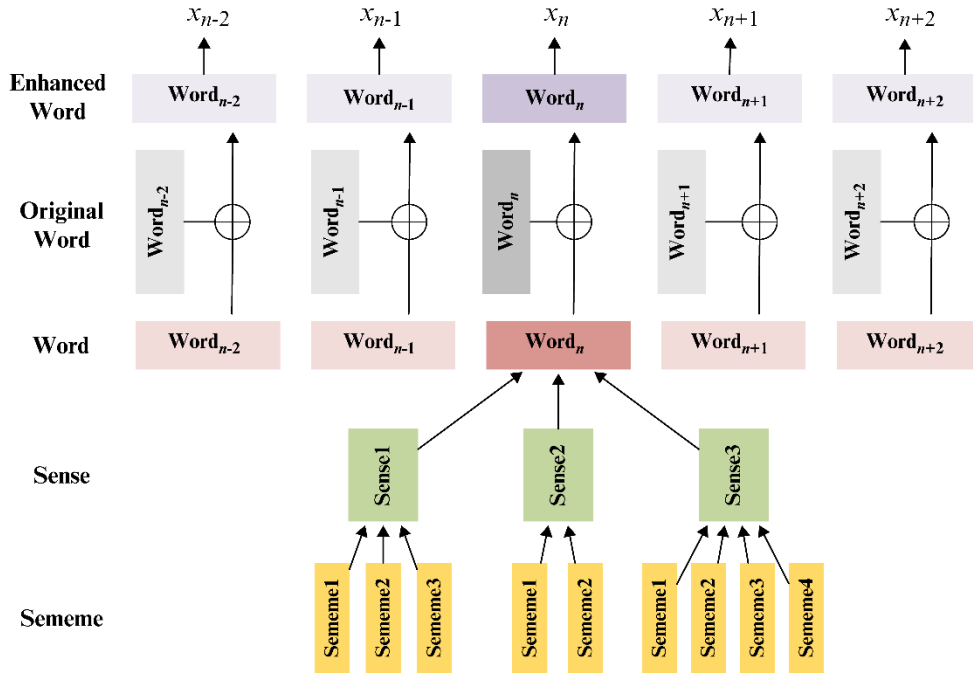 x_{n-2} x_{n-1} x_n x_{n+1} x_{n+2}
Enhanced
Word
Word_{n-2} Word_{n-1} Word_n Word_{n+1} Word_{n+2}
Original
Word
Word_{n-2} Word_{n-1} Word_n Word_{n+1} Word_{n+2}
Word
Word_{n-2} Word_{n-1} Word_n Word_{n+1} Word_{n+2}
Sense
Sense1 Sense2 Sense3
Sememe
Sememe1 Sememe2 Sememe3 Sememe1 Sememe2 Sememe1 Sememe2 Sememe3 Sememe4